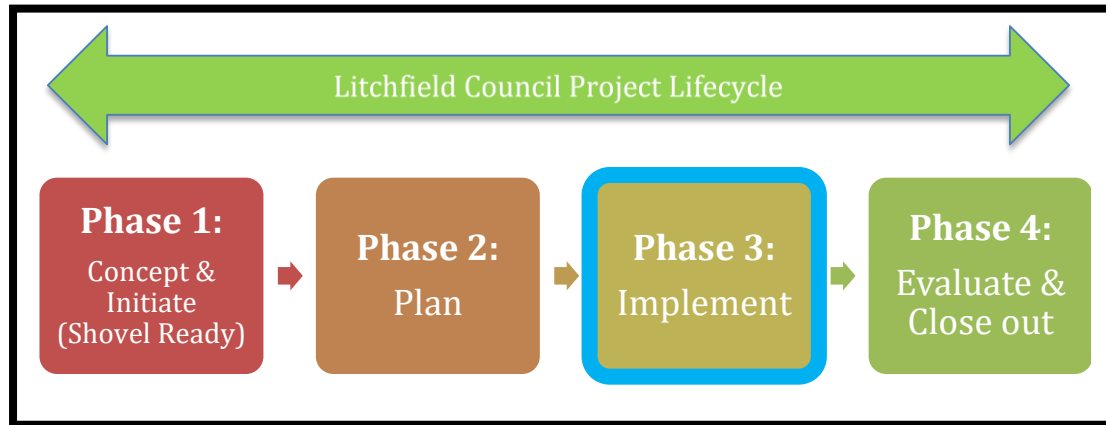 Litchfield Council Project Lifecycle
Phase 1:
Concept &
Initiate
(Shovel Ready)
Phase 2:
Plan
Phase 3:
Implement
Phase 4:
Evaluate &
Close out